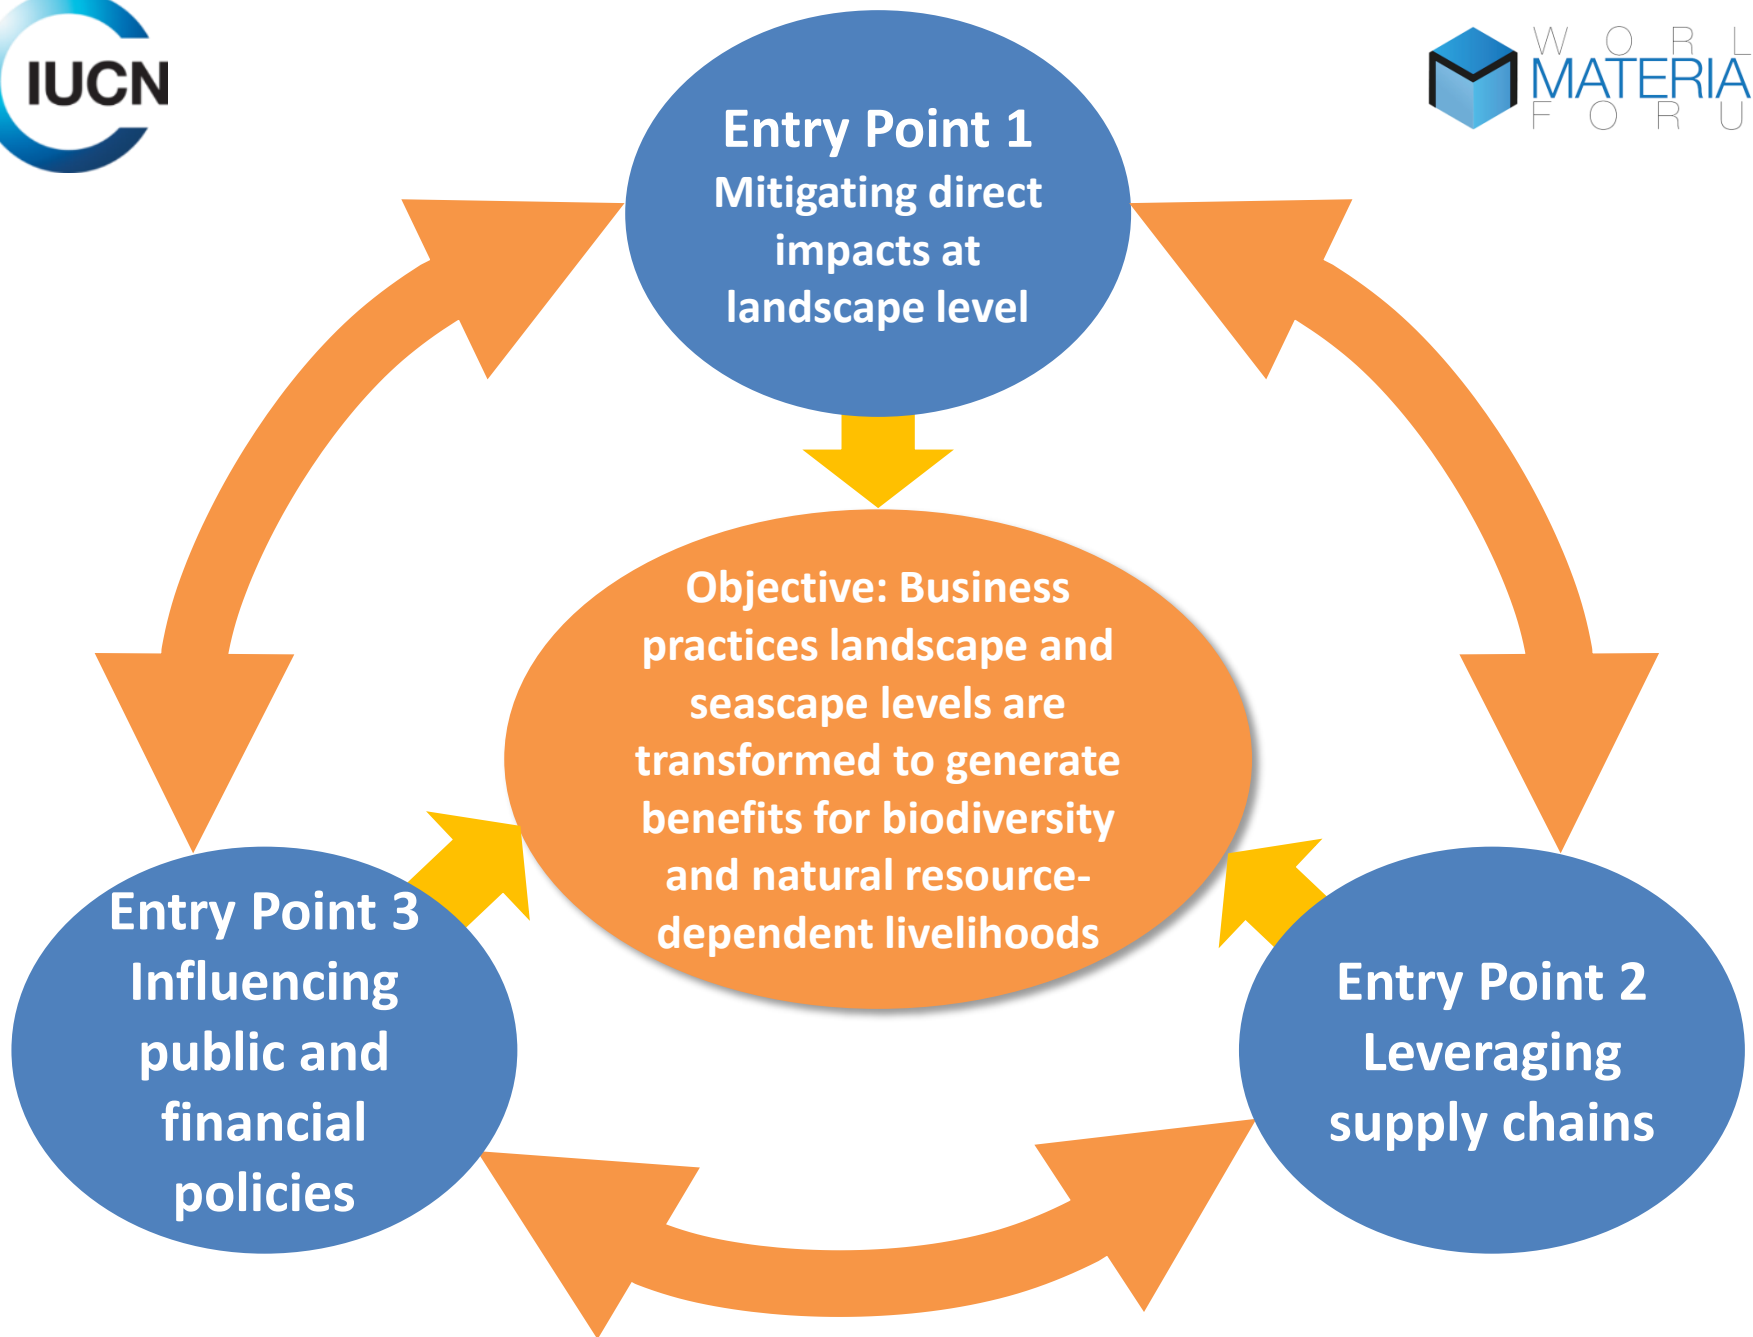 IUCN
WORL
MATERIA
FORU
Entry Point 1
Mitigating direct
impacts at
landscape level
Objective: Business
practices landscape and
seascape levels are
transformed to generate
benefits for biodiversity
and natural resource-
dependent livelihoods
Entry Point 3
Influencing
public and
financial
policies
Entry Point 2
Leveraging
supply chains